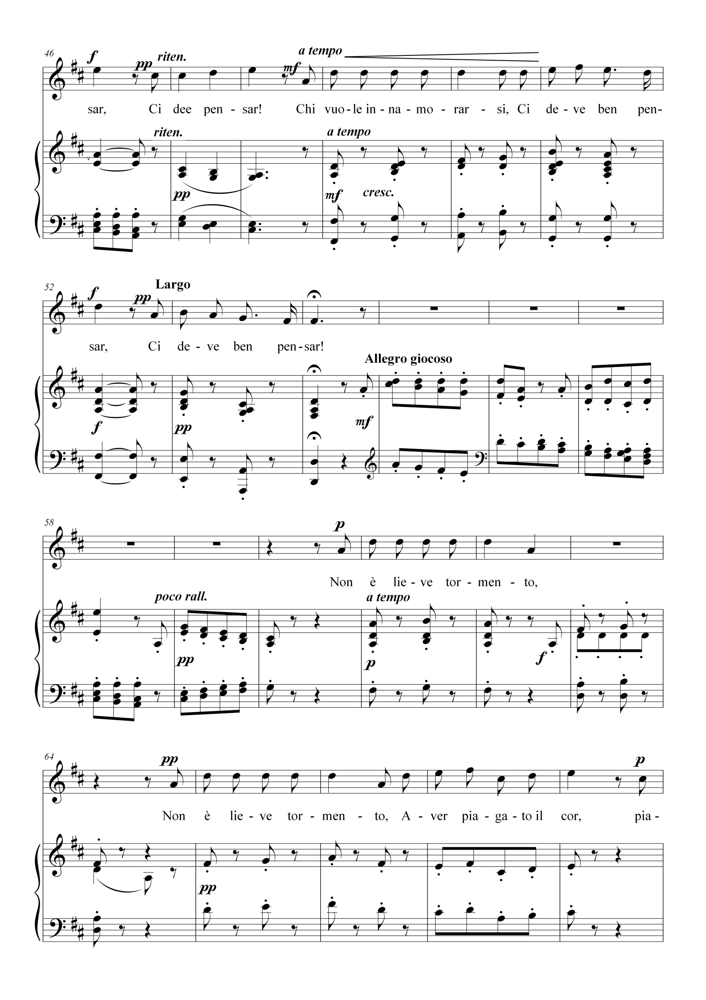 46 f pp riten. mf a tempo
sar, Ci dee pen - sar! Chi vuo - le in - na - mo - rar - si, Ci de - ve ben pen -
riten. a tempo
pp mf cresc.
52 f pp Largo
sar, Ci de - ve ben pen - sar!
Allegro giocoso
f pp mf
58 p
Non è lie - ve tor - men - to,
poco rall. a tempo
pp p f
64 pp p
Non è lie - ve tor - men - to, A - ver pia - ga - to il cor, pia -
pp